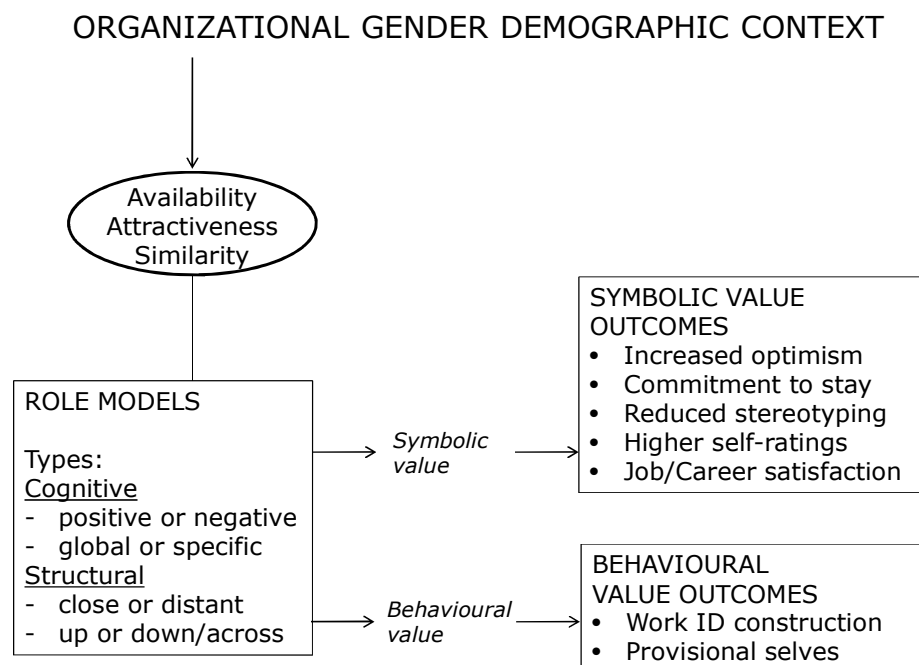 ORGANIZATIONAL GENDER DEMOGRAPHIC CONTEXT
Availability
Attractiveness
Similarity
ROLE MODELS
Types:
Cognitive
- positive or negative
- global or specific
Structural
- close or distant
- up or down/across
Symbolic
value
Behavioural
value
SYMBOLIC VALUE
OUTCOMES
• Increased optimism
• Commitment to stay
• Reduced stereotyping
• Higher self-ratings
• Job/Career satisfaction
BEHAVIOURAL
VALUE OUTCOMES
• Work ID construction
• Provisional selves